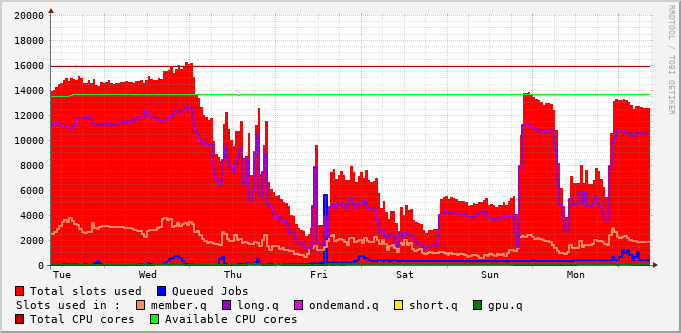 20000
18000
16000
14000
12000
10000
8000
6000
4000
2000
0
Tue Wed Thu Fri Sat Sun Mon
RRDTOOL / TOBI OETIKER
Total slots used Queued Jobs
Slots used in : member.q long.q ondemand.q short.q gpu.q
Total CPU cores Available CPU cores